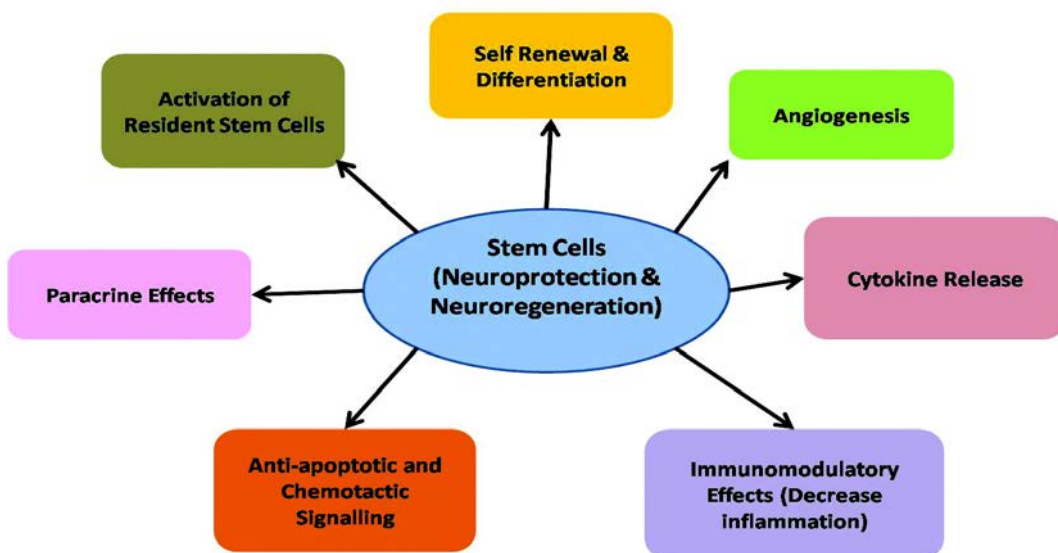 Self Renewal &
Differentiation
Activation of
Resident Stem Cells
Angiogenesis
Stem Cells
(Neuroprotection &
Neuroregeneration)
Paracrine Effects
Cytokine Release
Anti-apoptotic and
Chemotactic
Signalling
Immunomodulatory
Effects (Decrease
inflammation)